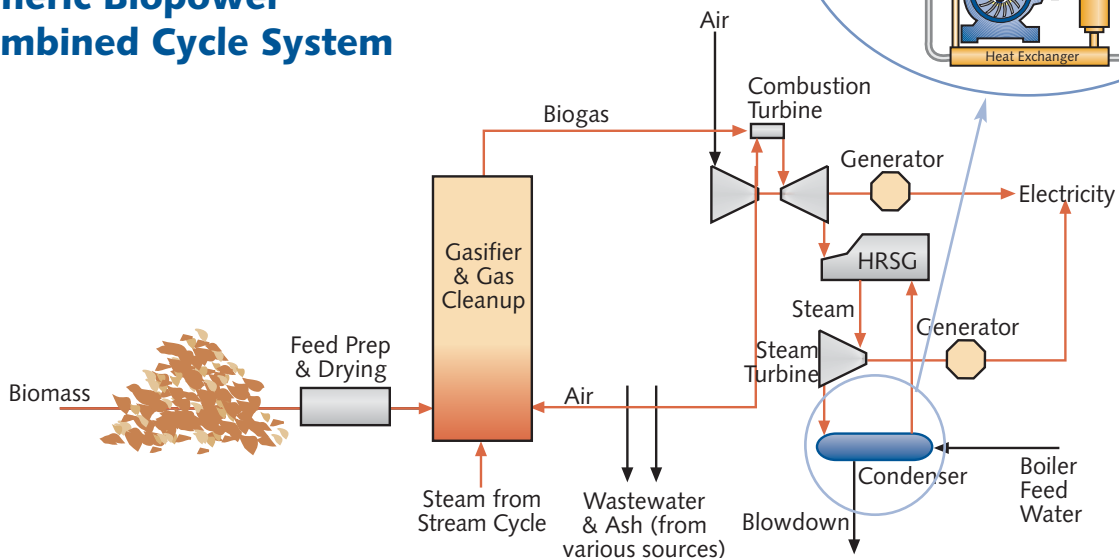 neric Biopower
mbined Cycle System
Air
Heat Exchanger
Combustion
Turbine
Biogas
Generator
Electricity
Gasifier
& Gas
Cleanup
HRSG
Steam
Generator
Feed Prep
& Drying
Steam
Turbine
Biomass
Air
Condenser
Boiler
Feed
Water
Steam from
Stream Cycle
Wastewater
& Ash (from
various sources)
Blowdown